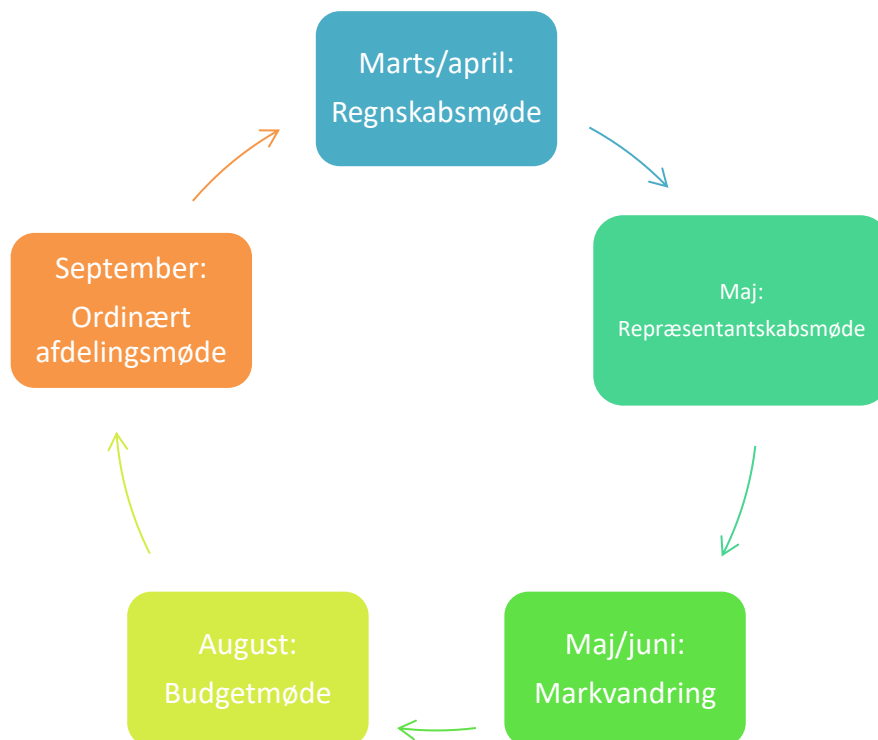 Marts/april:
Regnskabsmøde
Maj:
Repræsentantskabsmøde
Maj/juni:
Markvandring
August:
Budgetmøde
September:
Ordinært
afdelingsmøde